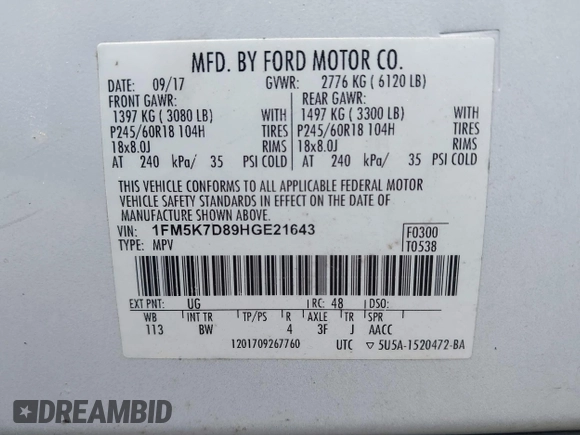 MFD. BY FORD MOTOR CO.
DATE: 09/17 GVWR: 2776 KG ( 6120 LB)
FRONT GAWR: REAR GAWR:
1397 KG ( 3080 LB) WITH 1497 KG ( 3300 LB) WITH
P245/60R18 104H TIRES P245/60R18 104H TIRES
18x8.0J RIMS 18x8.0J RIMS
AT 240 kPa/ 35 PSI COLD AT 240 kPa/ 35 PSI COLD
THIS VEHICLE CONFORMS TO ALL APPLICABLE FEDERAL MOTOR
VEHICLE SAFETY STANDARDS IN EFFECT ON THE DATE OF
MANUFACTURE SHOWN ABOVE.
VIN: 1FM5K7D89HGE21643 F0300
TYPE: MPV T0538
EXT PNT: UG RC: 48 DSO:
WB INT TR TP/PS R AXLE TR SPR
113 BW 4 3F J AACC
1201709267760 UTC ▽ 5U5A-1520472-BA
DREAMBID